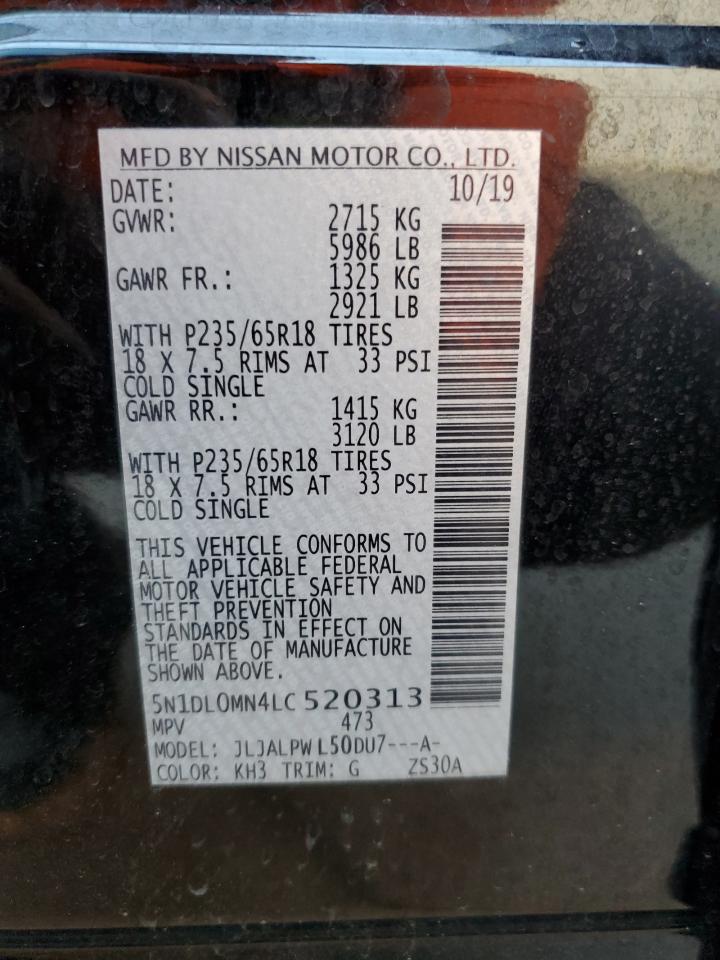 MFD BY NISSAN MOTOR CO., LTD.
DATE: 10/19
GVWR: 2715 KG
5986 LB
GAWR FR.: 1325 KG
2921 LB
WITH P235/65R18 TIRES
18 X 7.5 RIMS AT 33 PSI
COLD SINGLE
GAWR RR.: 1415 KG
3120 LB
WITH P235/65R18 TIRES
18 X 7.5 RIMS AT 33 PSI
COLD SINGLE
THIS VEHICLE CONFORMS TO
ALL APPLICABLE FEDERAL
MOTOR VEHICLE SAFETY AND
THEFT PREVENTION
STANDARDS IN EFFECT ON
THE DATE OF MANUFACTURE
SHOWN ABOVE.
5N1DL0MN4LC 520313
MPV 473
MODEL: JLJALPW L50DU7---A-
COLOR: KH3 TRIM: G ZS30A